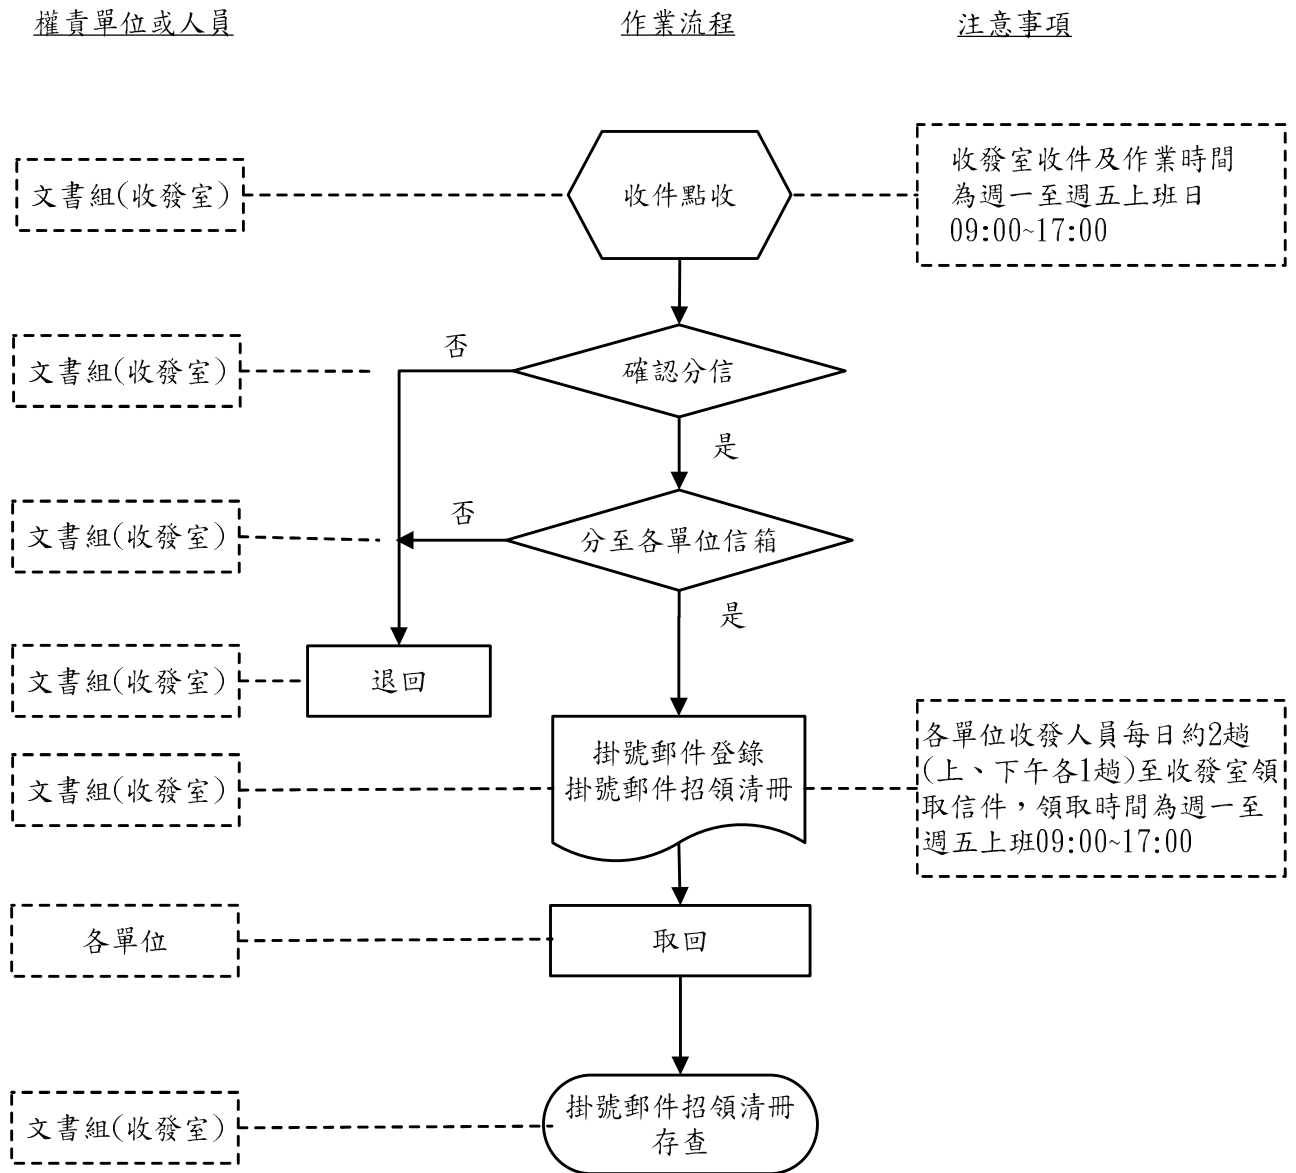 權責單位或人員
作業流程
注意事項
文書組(收發室)
收件點收
收發室收件及作業時間
為週一至週五上班日
09:00~17:00
文書組(收發室)
否
確認分信
是
文書組(收發室)
否
分至各單位信箱
是
文書組(收發室)
退回
文書組(收發室)
掛號郵件登錄
掛號郵件招領清冊
各單位收發人員每日約2趟
(上、下午各1趟)至收發室領
取信件，領取時間為週一至
週五上班09:00~17:00
各單位
取回
文書組(收發室)
掛號郵件招領清冊
存查